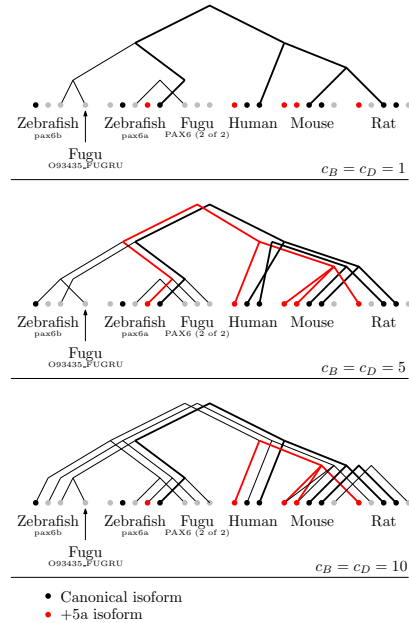 Zebrafish Zebrafish Fugu Human Mouse Rat
pax6b pax6a PAX6 (2 of 2)
Fugu
O93435_FUGRU
c_B = c_D = 1
Zebrafish Zebrafish Fugu Human Mouse Rat
pax6b pax6a PAX6 (2 of 2)
Fugu
O93435_FUGRU
c_B = c_D = 5
Zebrafish Zebrafish Fugu Human Mouse Rat
pax6b pax6a PAX6 (2 of 2)
Fugu
O93435_FUGRU
c_B = c_D = 10
Canonical isoform
+5a isoform